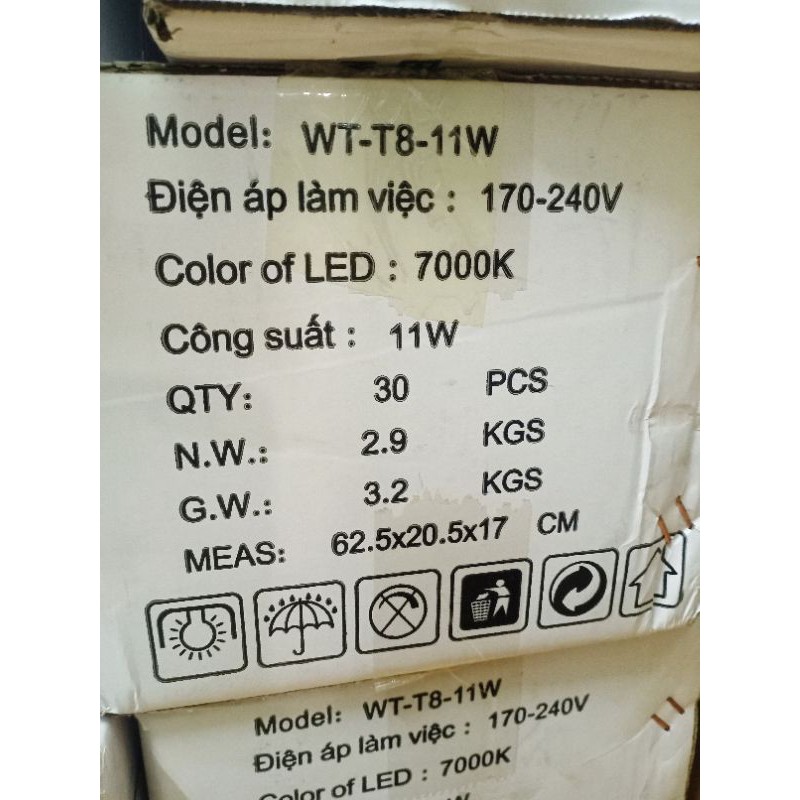 Model: WT-T8-11W
Điện áp làm việc : 170-240V
Color of LED : 7000K
Công suất : 11W
QTY: 30 PCS
N.W.: 2.9 KGS
G.W.: 3.2 KGS
MEAS: 62.5x20.5x17 CM
Model: WT-T8-11W
Điện áp làm việc : 170-240V
Color of LED : 7000K